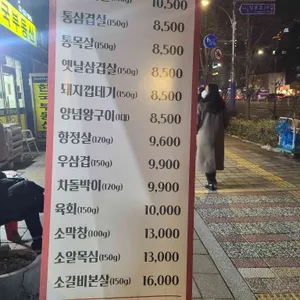 (150g) 10,500
통삼겹살(150g) 8,500
통목살(150g) 8,500
옛날삼겹살(150g) 8,500
돼지껍데기(150g) 8,500
양념왕구이(1대) 8,500
항정살(120g) 9,600
우삼겹(150g) 9,900
차돌박이(120g) 9,900
육회(150g) 10,000
소막창(100g) 13,000
소왕목심(150g) 13,000
소갈비본살(150g) 16,000